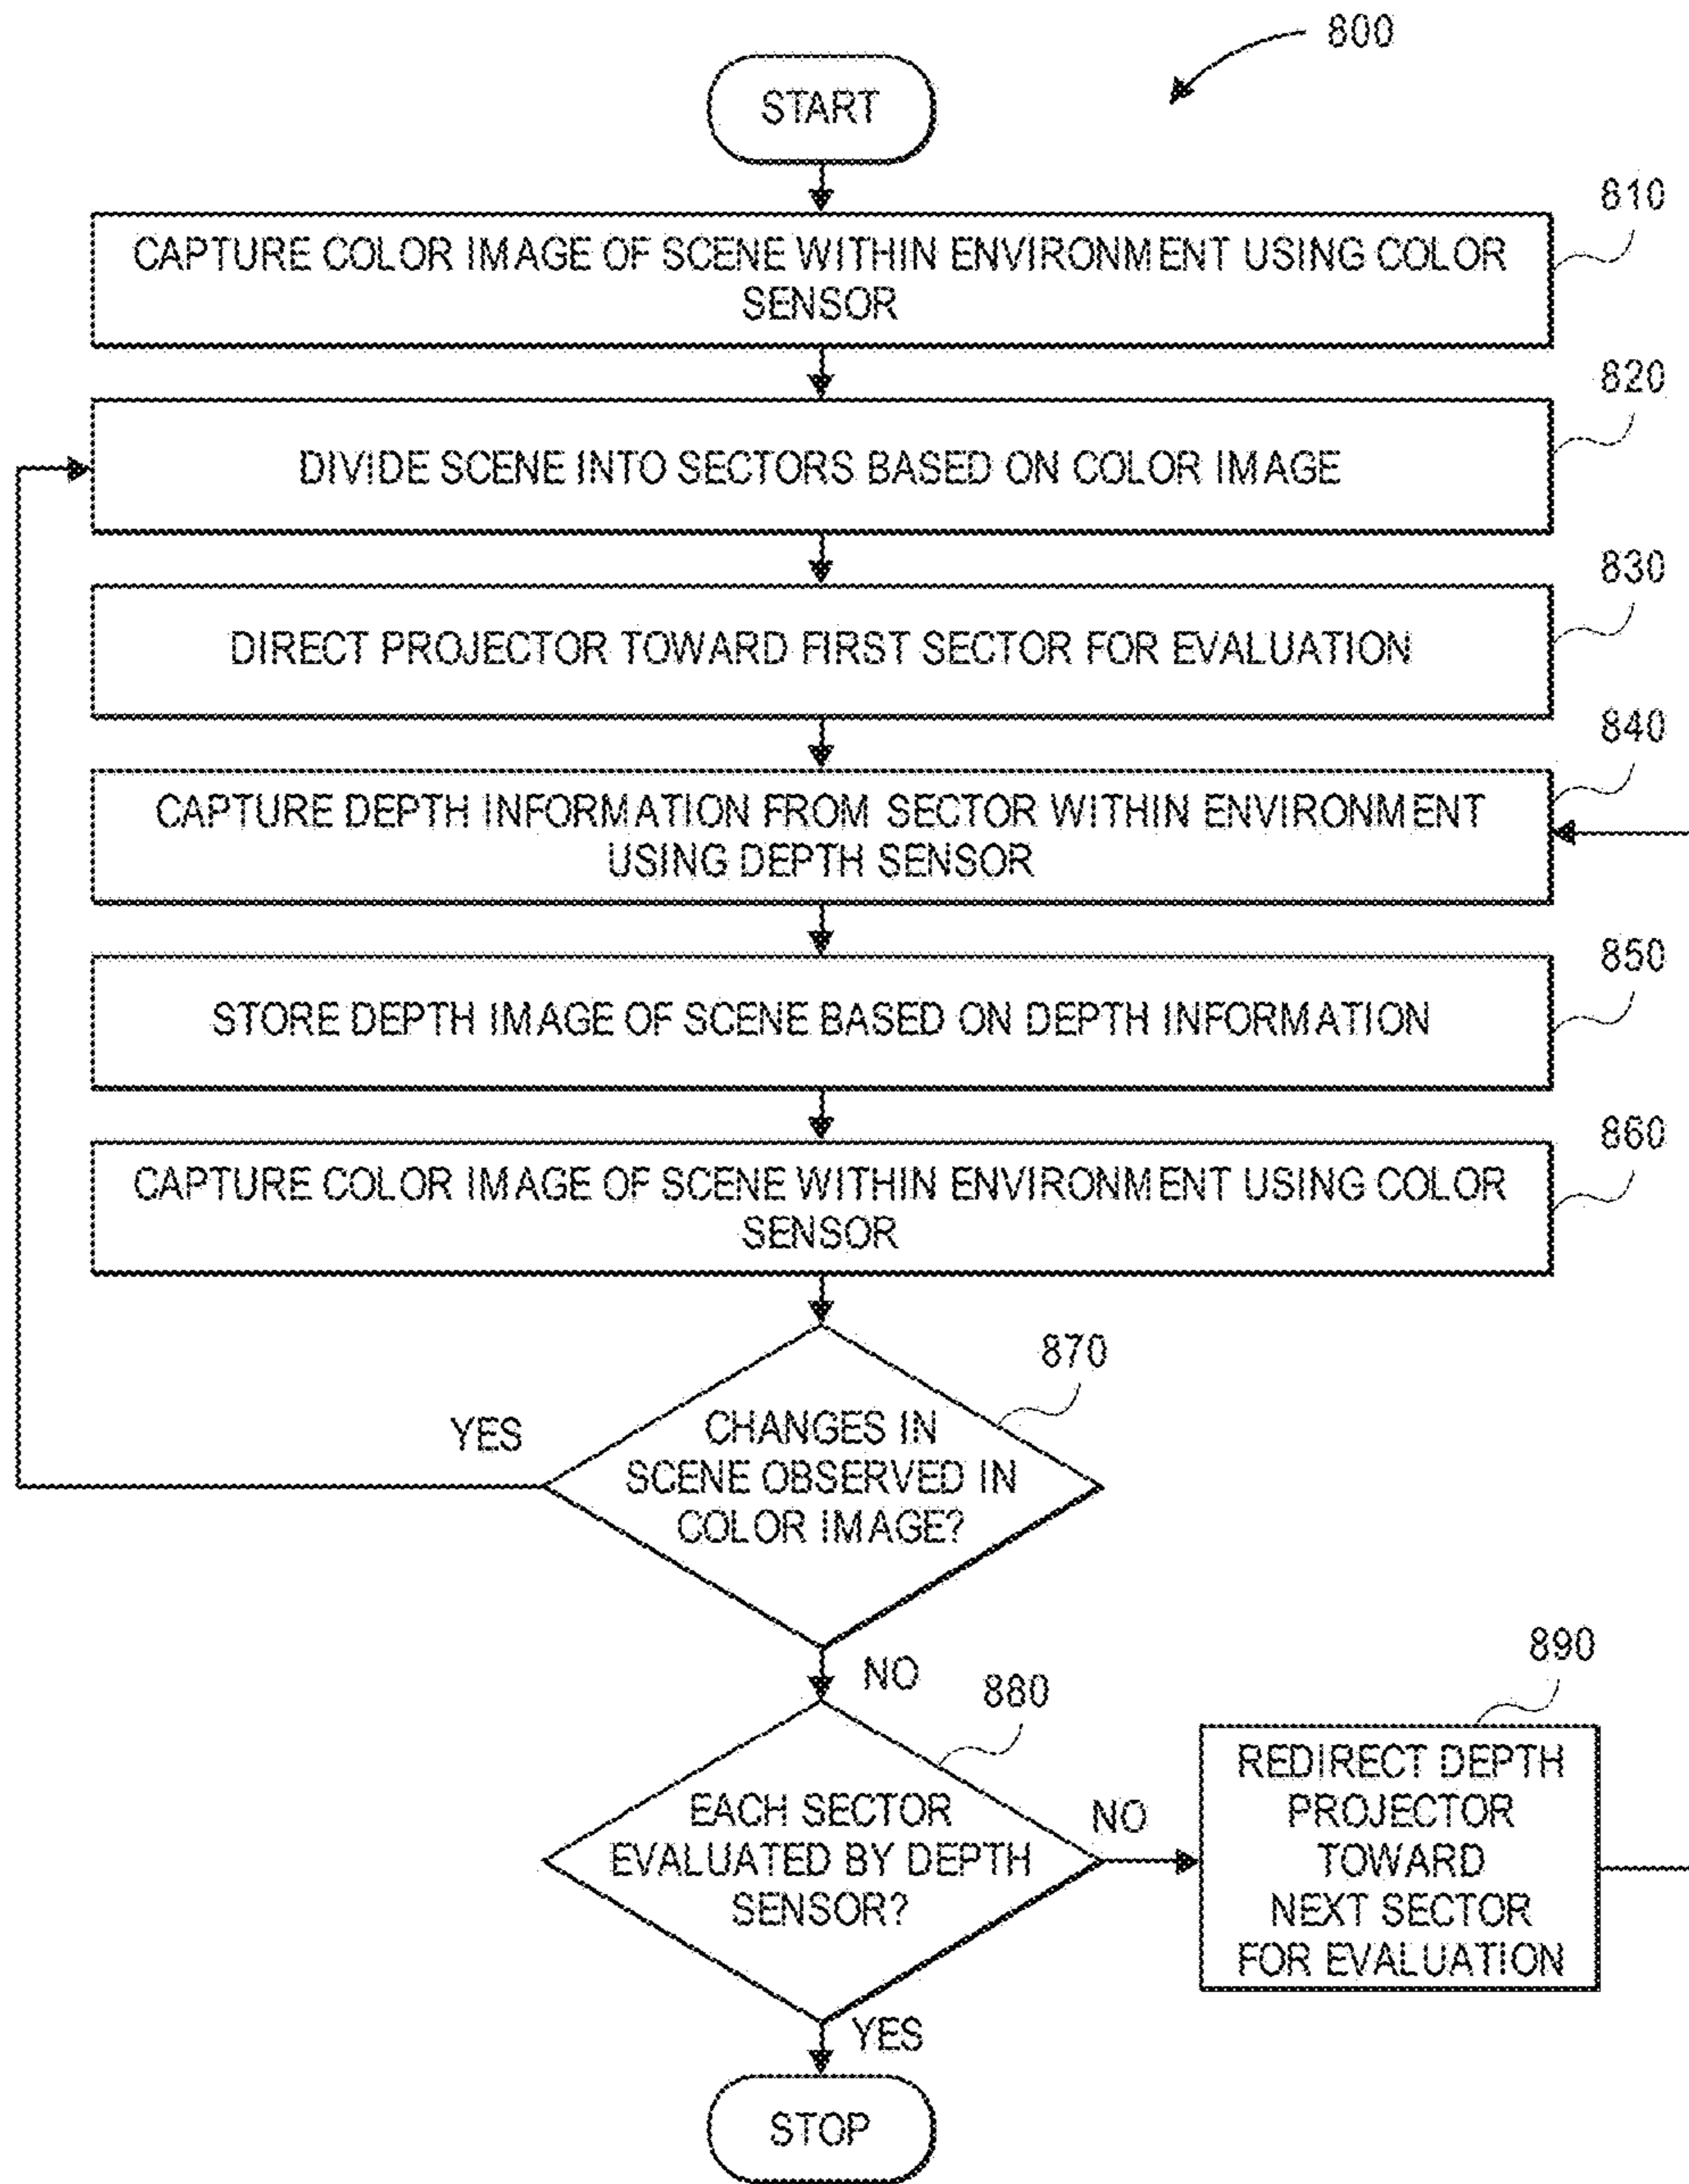 800
START
810
CAPTURE COLOR IMAGE OF SCENE WITHIN ENVIRONMENT USING COLOR
SENSOR
820
DIVIDE SCENE INTO SECTORS BASED ON COLOR IMAGE
830
DIRECT PROJECTOR TOWARD FIRST SECTOR FOR EVALUATION
840
CAPTURE DEPTH INFORMATION FROM SECTOR WITHIN ENVIRONMENT
USING DEPTH SENSOR
850
STORE DEPTH IMAGE OF SCENE BASED ON DEPTH INFORMATION
860
CAPTURE COLOR IMAGE OF SCENE WITHIN ENVIRONMENT USING COLOR
SENSOR
870
YES
CHANGES IN
SCENE OBSERVED IN
COLOR IMAGE?
NO
880
EACH SECTOR
EVALUATED BY DEPTH
SENSOR?
NO
890
REDIRECT DEPTH
PROJECTOR
TOWARD
NEXT SECTOR
FOR EVALUATION
YES
STOP